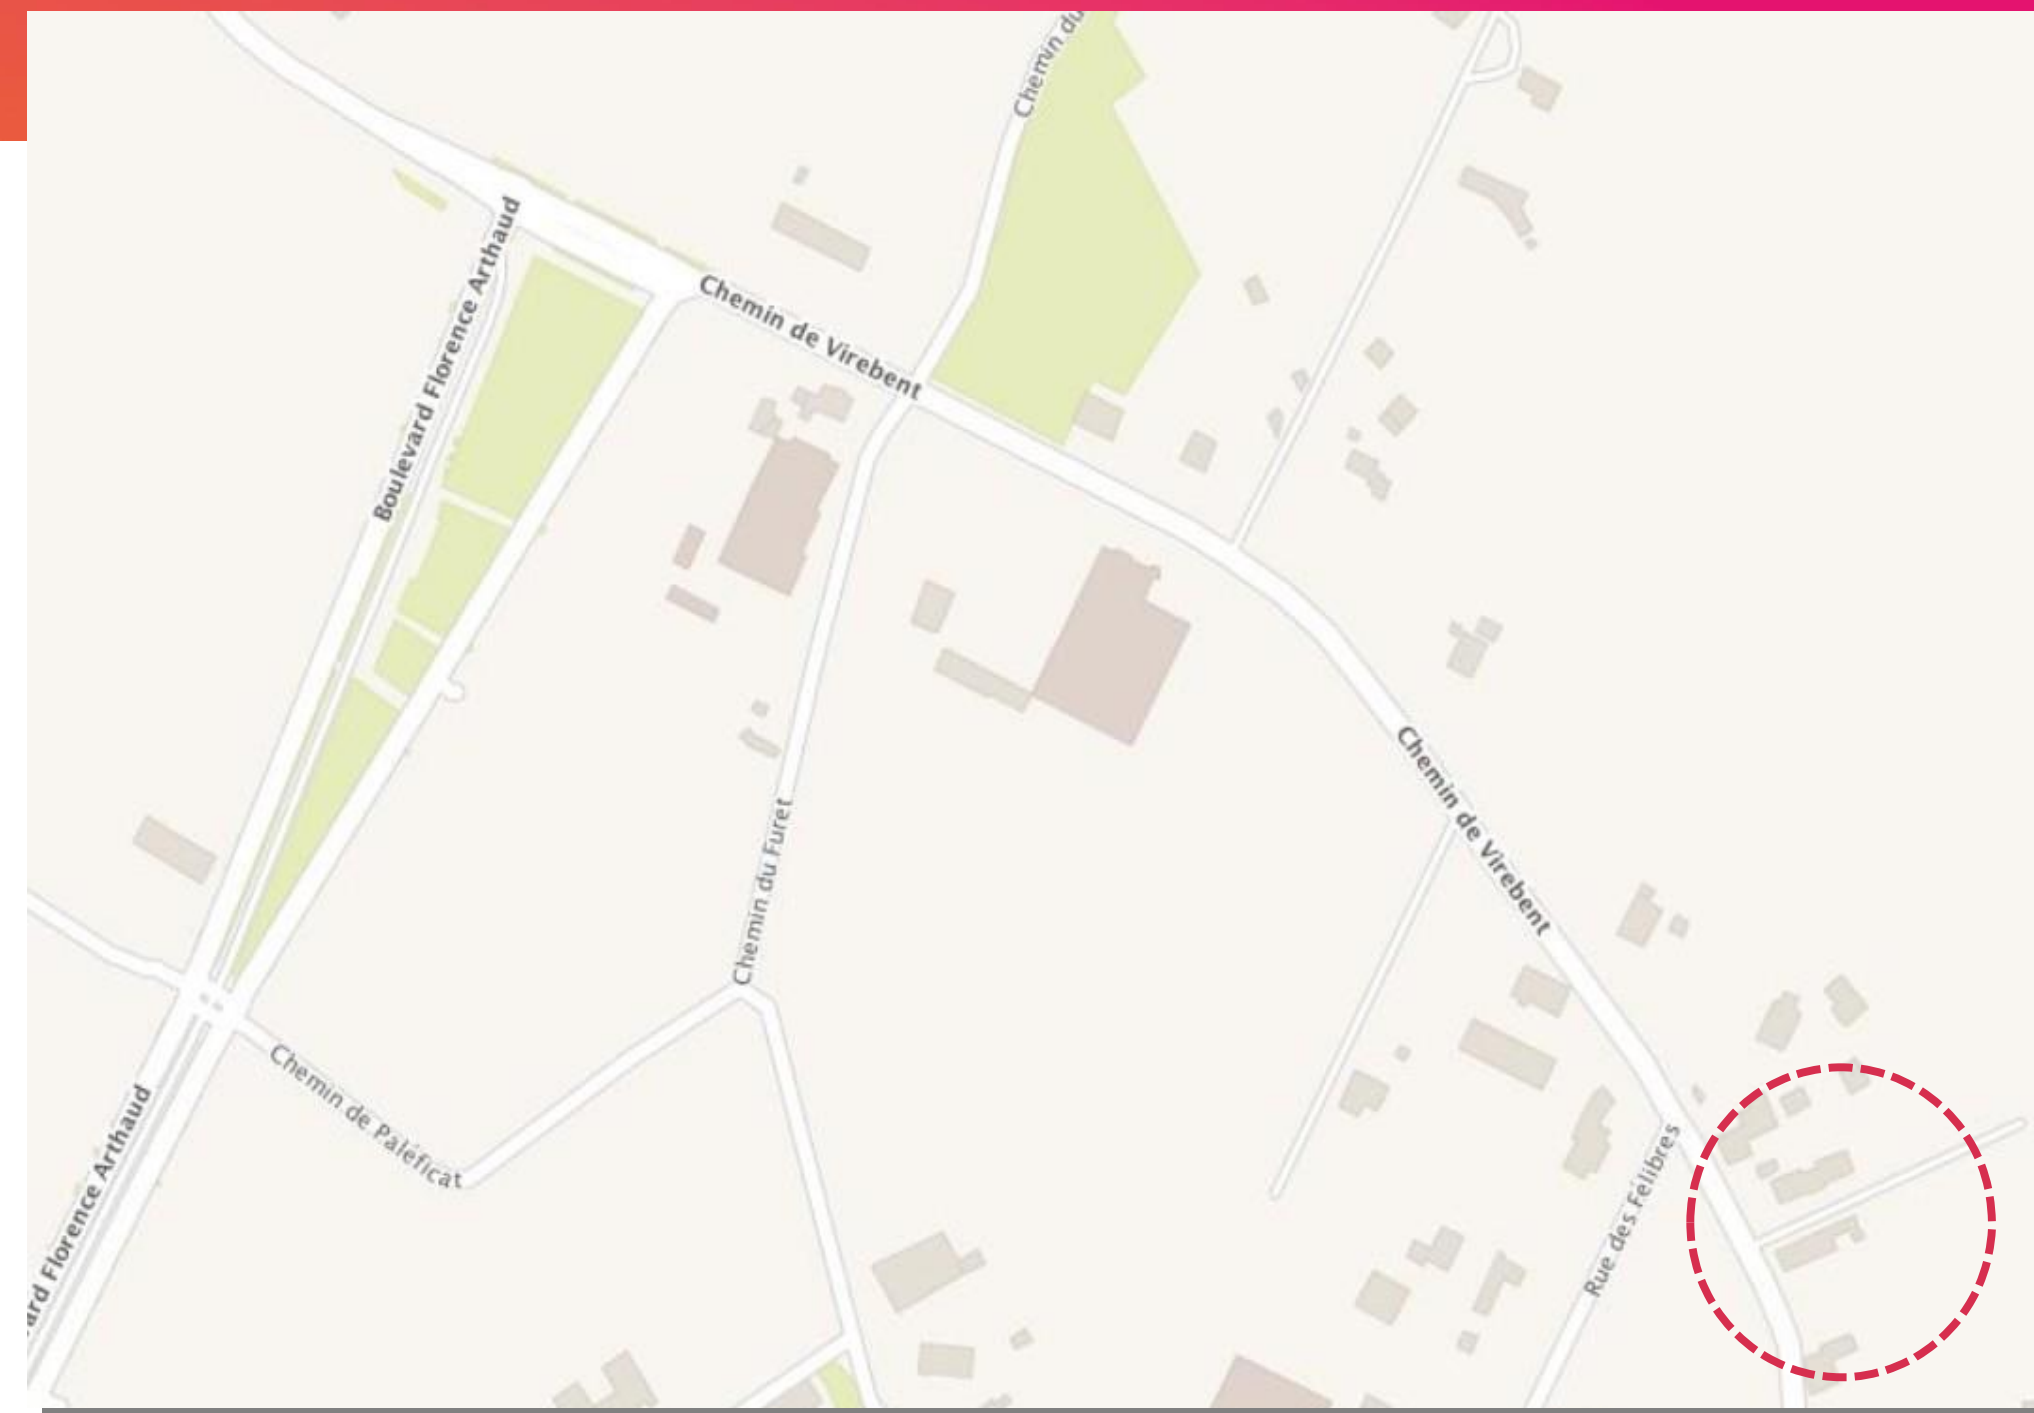 Chemin du
Boulevard Florence Arthaud
Chemin de Virebent
Chemin de Virebent
Chemin du Furet
Chemin de Paléficat
ard Florence Arthaud
Rue des Félibres